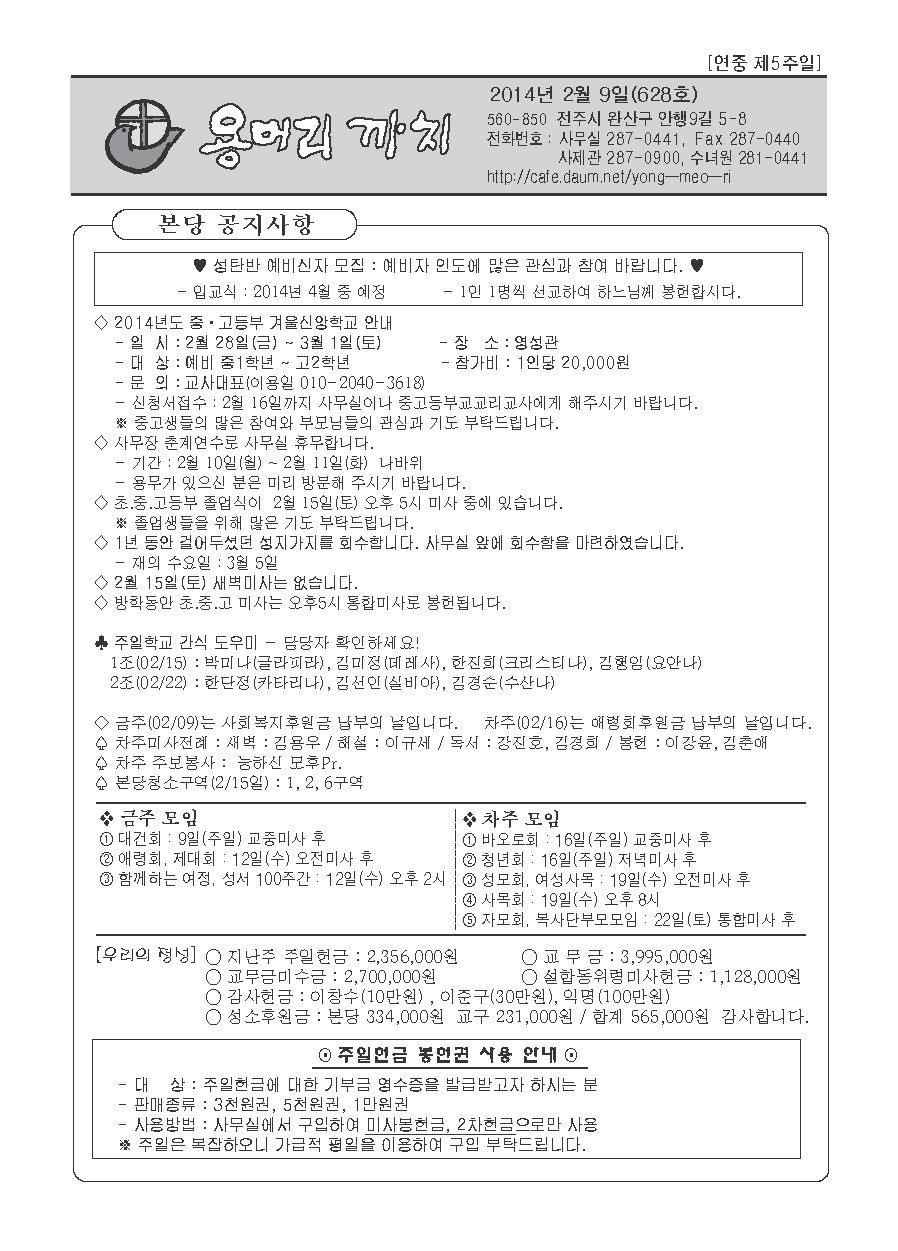 [연중 제5주일]
용머리 까치
2014년 2월 9일(628호)
560-850 전주시 완산구 안행9길 5-8
전화번호 : 사무실 287-0441, Fax 287-0440
사제관 287-0900, 수녀원 281-0441
http://cafe.daum.net/yong-meo-ri
본당 공지사항
♥ 성탄반 예비신자 모집 : 예비자 인도에 많은 관심과 참여 바랍니다. ♥
- 입교식 : 2014년 4월 중 예정 - 1인 1명씩 선교하여 하느님께 봉헌합시다.
◇ 2014년도 중·고등부 겨울신앙학교 안내
- 일 시 : 2월 28일(금) ~ 3월 1일(토) - 장 소 : 영성관
- 대 상 : 예비 중1학년 ~ 고2학년 - 참가비 : 1인당 20,000원
- 문 의 : 교사대표(이용일 010-2040-3618)
- 신청서접수 : 2월 16일까지 사무실이나 중고등부교교리교사에게 해주시기 바랍니다.
※ 중고생들의 많은 참여와 부모님들의 관심과 기도 부탁드립니다.
◇ 사무장 춘계연수로 사무실 휴무합니다.
- 기간 : 2월 10일(월) ~ 2월 11일(화) 나바위
- 용무가 있으신 분은 미리 방문해 주시기 바랍니다.
◇ 초.중.고등부 졸업식이 2월 15일(토) 오후 5시 미사 중에 있습니다.
※ 졸업생들을 위해 많은 기도 부탁드립니다.
◇ 1년 동안 걸어두셨던 성지가지를 회수합니다. 사무실 앞에 회수함을 마련하였습니다.
- 재의 수요일 : 3월 5일
◇ 2월 15일(토) 새벽미사는 없습니다.
◇ 방학동안 초.중.고 미사는 오후5시 통합미사로 봉헌됩니다.
♣ 주일학교 간식 도우미 - 담당자 확인하세요!
1조(02/15) : 박미나(글라피라), 김미정(데레사), 한진희(크리스티나), 김행임(요안나)
2조(02/22) : 한단정(카타리나), 김선인(실비아), 김경순(수산나)
◇ 금주(02/09)는 사회복지후원금 납부의 날입니다. 차주(02/16)는 애령회후원금 납부의 날입니다.
♤ 차주미사전례 : 새벽 : 김용우 / 해설 : 이규세 / 독서 : 강진호, 김경희 / 봉헌 : 이강윤, 김춘애
♤ 차주 주보봉사 : 능하신 모후Pr.
♤ 본당청소구역(2/15일) : 1, 2, 6구역
❖ 금주 모임
① 대건회 : 9일(주일) 교중미사 후
② 애령회, 제대회 : 12일(수) 오전미사 후
③ 함께하는 여정, 성서 100주간 : 12일(수) 오후 2시
❖ 차주 모임
① 바오로회 : 16일(주일) 교중미사 후
② 청년회 : 16일(주일) 저녁미사 후
③ 성모회, 여성사목 : 19일(수) 오전미사 후
④ 사목회 : 19일(수) 오후 8시
⑤ 자모회, 복사단부모모임 : 22일(토) 통합미사 후
[우리의 정성] ○ 지난주 주일헌금 : 2,356,000원 ○ 교 무 금 : 3,995,000원
○ 교무금미수금 : 2,700,000원 ○ 설합동위령미사헌금 : 1,128,000원
○ 감사헌금 : 이창수(10만원) , 이준구(30만원), 익명(100만원)
○ 성소후원금 : 본당 334,000원 교구 231,000원 / 합계 565,000원 감사합니다.
⊙ 주일헌금 봉헌권 사용 안내 ⊙
- 대 상 : 주일헌금에 대한 기부금 영수증을 발급받고자 하시는 분
- 판매종류 : 3천원권, 5천원권, 1만원권
- 사용방법 : 사무실에서 구입하여 미사봉헌금, 2차헌금으로만 사용
※ 주일은 복잡하오니 가급적 평일을 이용하여 구입 부탁드립니다.